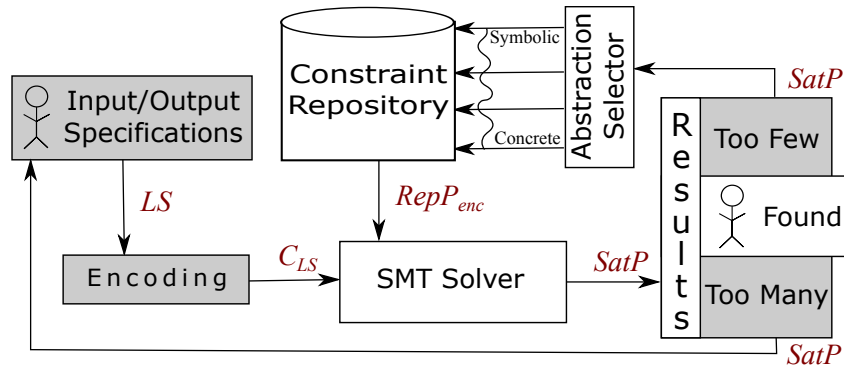 Symbolic
Constraint
Repository
Concrete
Abstraction
Selector
SatP
Input/Output
Specifications
Results
Too Few
LS
RepP_enc
Found
Encoding
C_LS
SMT Solver
SatP
Too Many
SatP